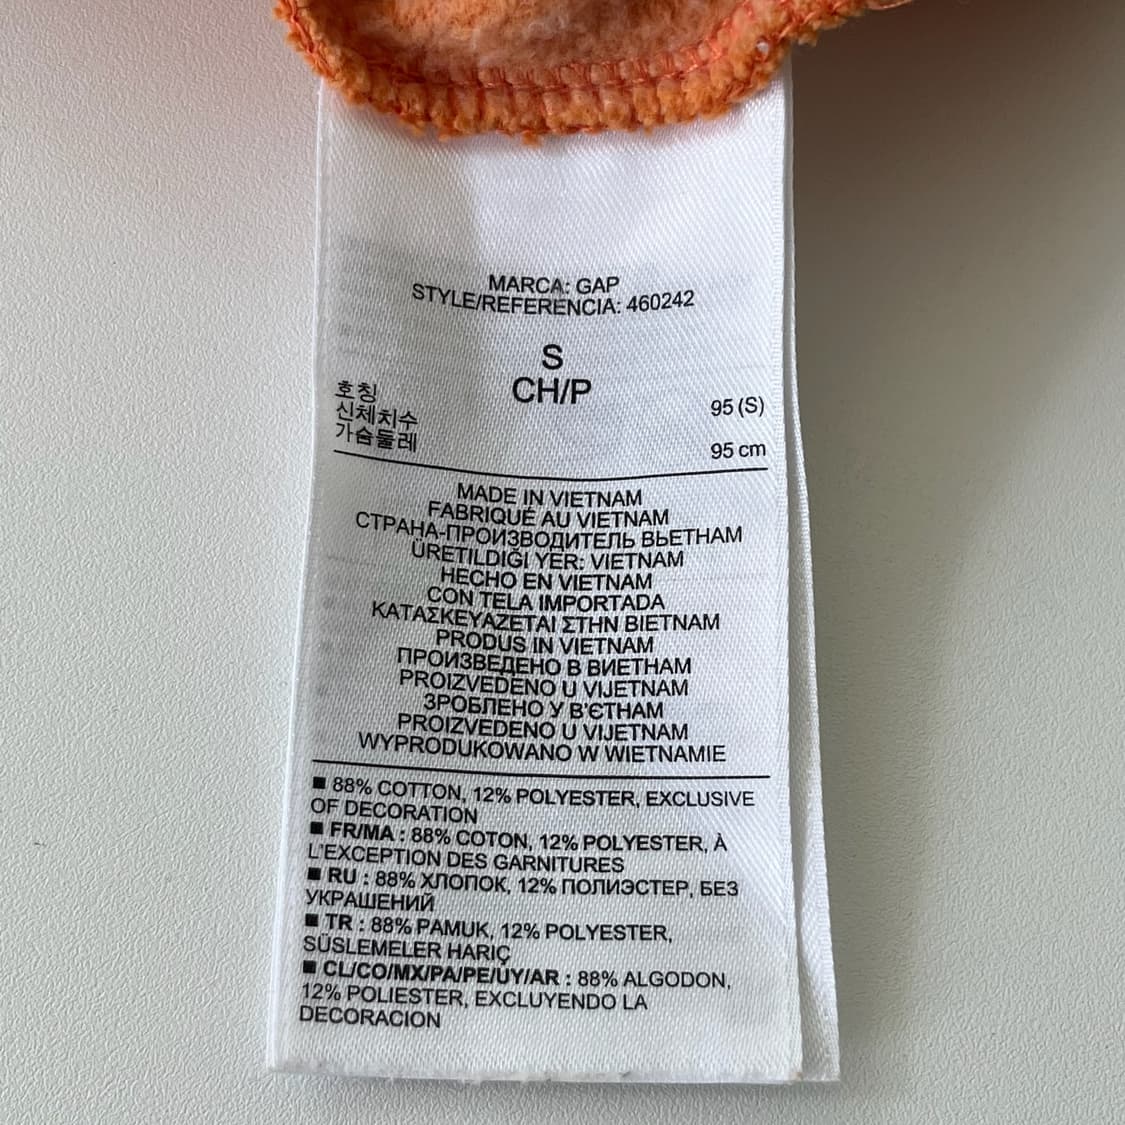 MARCA: GAP
STYLE/REFERENCIA: 460242
S
CH/P
호칭
신체치수 95 (S)
가슴둘레 95 cm
MADE IN VIETNAM
FABRIQUÉ AU VIETNAM
СТРАНА-ПРОИЗВОДИТЕЛЬ ВЬЕТНАМ
ÜRETILDIĞI YER: VIETNAM
HECHO EN VIETNAM
CON TELA IMPORTADA
ΚΑΤΑΣΚΕΥΑΖΕΤΑΙ ΣΤΗΝ ΒΙΕΤΝΑΜ
PRODUS IN VIETNAM
ПРОИЗВЕДЕНО В ВИЕТНАМ
PROIZVEDENO U VIJETNAM
ЗРОБЛЕНО У В'ЄТНАМ
PROIZVEDENO U VIJETNAM
WYPRODUKOWANO W WIETNAMIE
■ 88% COTTON, 12% POLYESTER, EXCLUSIVE
OF DECORATION
■ FR/MA : 88% COTON, 12% POLYESTER, À
L'EXCEPTION DES GARNITURES
■ RU : 88% ХЛОПОК, 12% ПОЛИЭСТЕР, БЕЗ
УКРАШЕНИЙ
■ TR : 88% PAMUK, 12% POLYESTER,
SÜSLEMELER HARIÇ
■ CL/CO/MX/PA/PE/UY/AR : 88% ALGODON,
12% POLIESTER, EXCLUYENDO LA
DECORACION